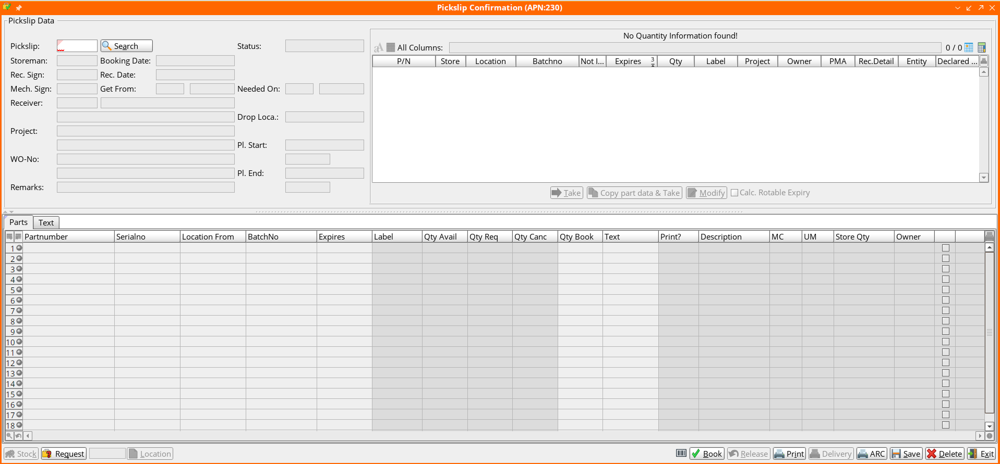 Pickslip Confirmation (APN:230)
Pickslip Data
Pickslip: Search Status:
Storeman: Booking Date:
Rec. Sign: Rec. Date:
Mech. Sign: Get From: Needed On:
Receiver:
Drop Loca.:
Project:
Pl. Start:
WO-No:
Pl. End:
Remarks:
No Quantity Information found!
All Columns: 0 / 0
P/N Store Location Batchno Not I... Expires 3 Qty Label Project Owner PMA Rec.Detail Entity Declared ...
Take Copy part data & Take Modify Calc. Rotable Expiry
Parts Text
Partnumber Serialno Location From BatchNo Expires Label Qty Avail Qty Req Qty Canc Qty Book Text Print? Description MC UM Store Qty Owner
1
2
3
4
5
6
7
8
9
10
11
12
13
14
15
16
17
18
Stock Request Location Book Release Print Delivery ARC Save Delete Exit